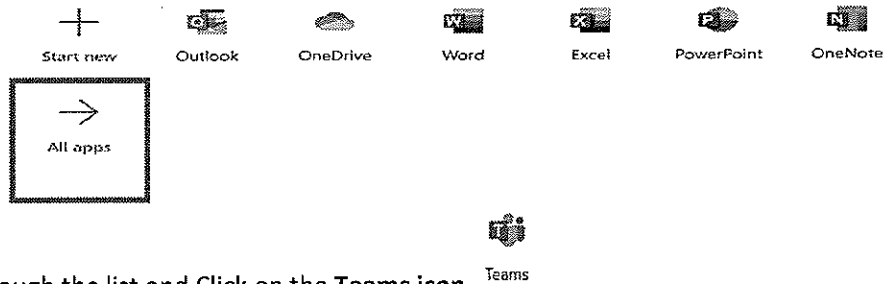 Start new Outlook OneDrive Word Excel PowerPoint OneNote
All apps
Teams
ough the list and Click on the Teams icon